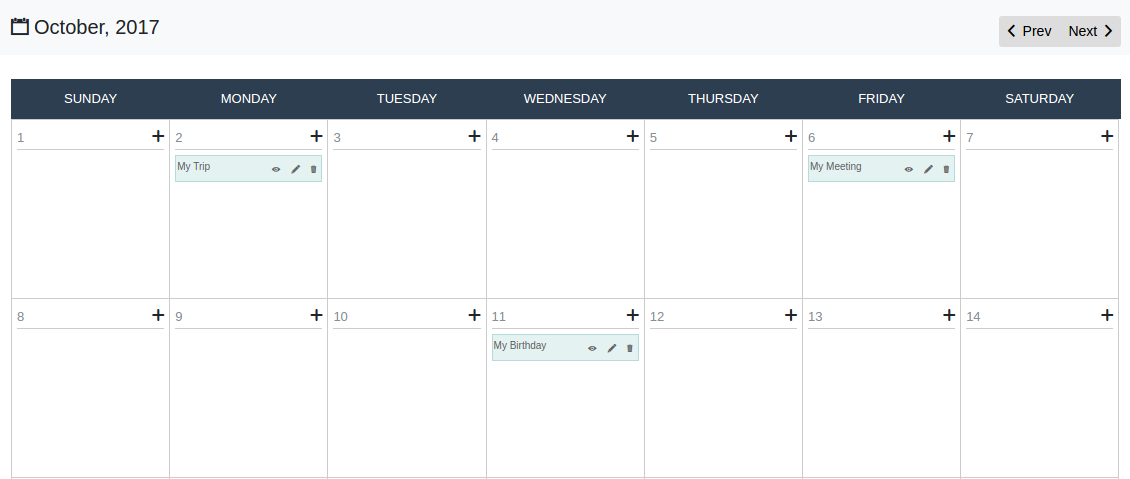 October, 2017
Prev Next
SUNDAY MONDAY TUESDAY WEDNESDAY THURSDAY FRIDAY SATURDAY
1 + 2 + 3 + 4 + 5 + 6 + 7 +
My Trip My Meeting
8 + 9 + 10 + 11 + 12 + 13 + 14 +
My Birthday